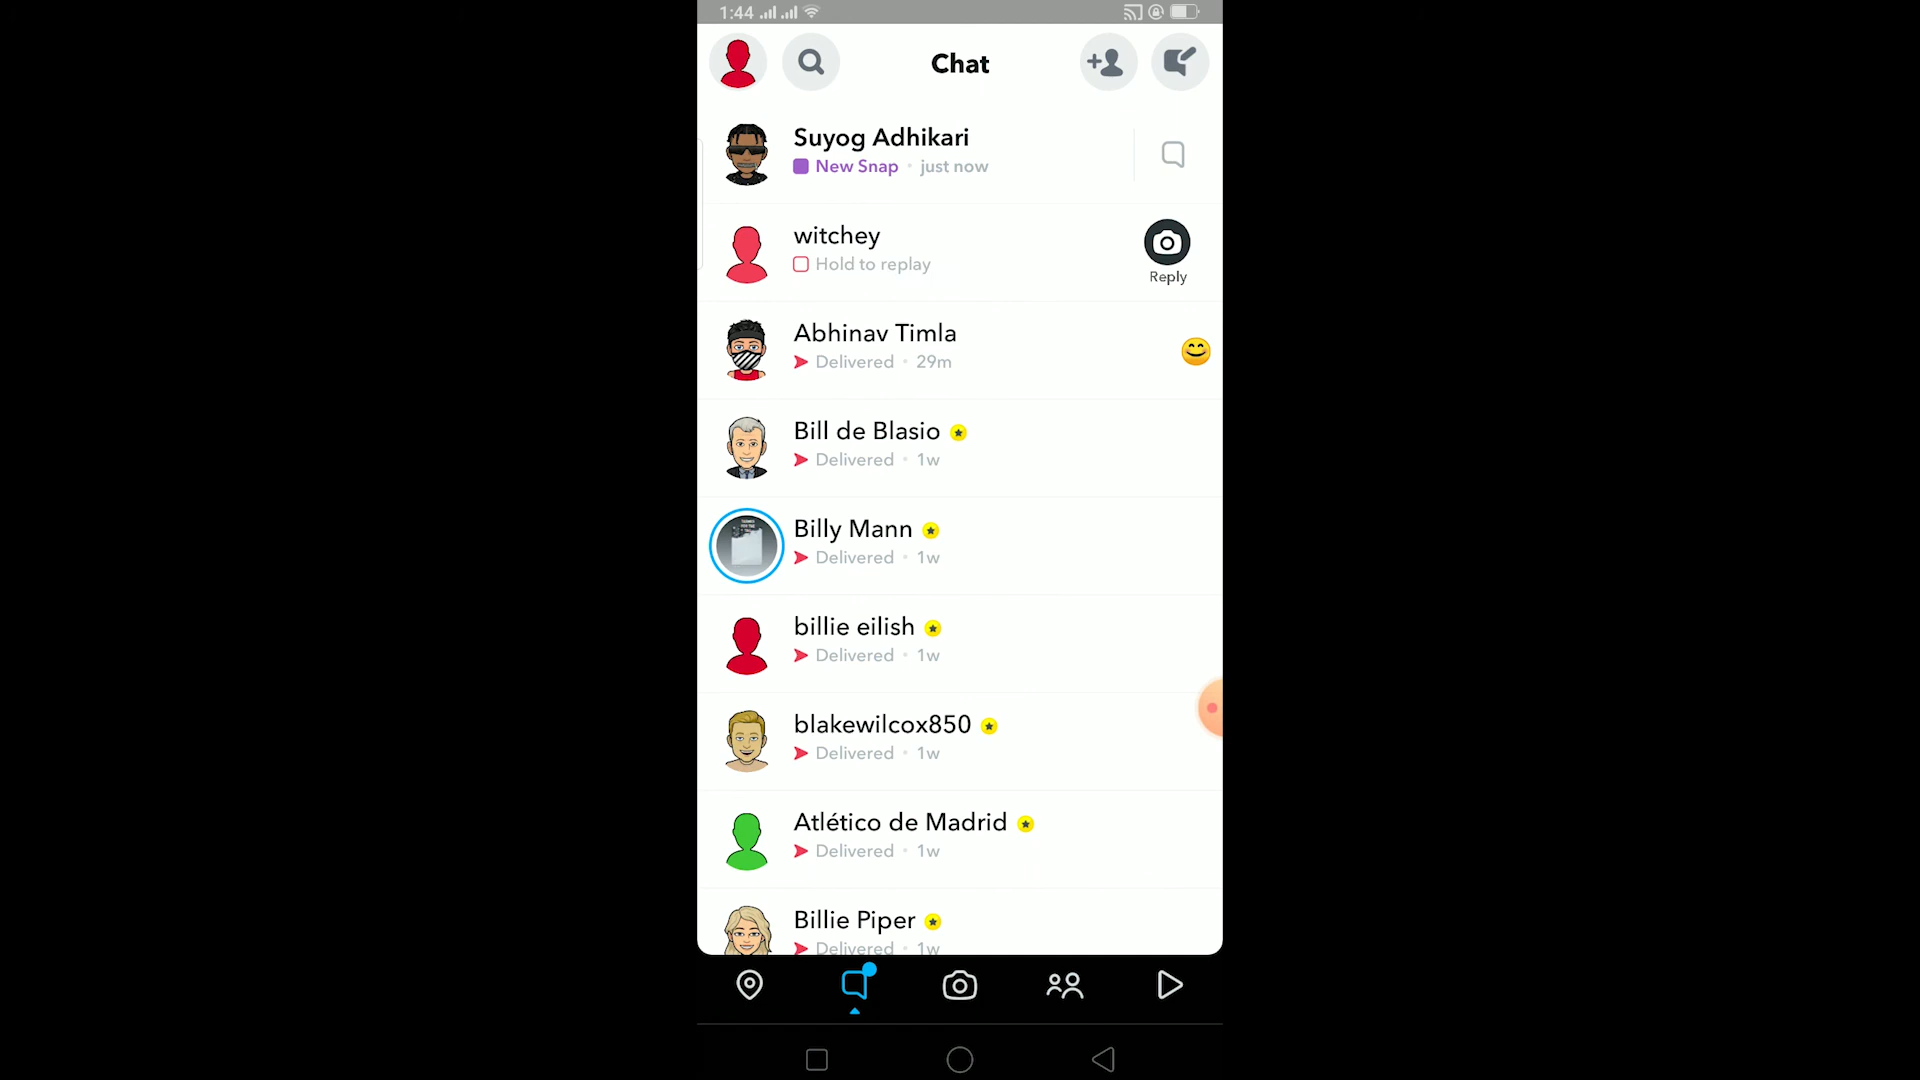 1:44
Chat
Suyog Adhikari
New Snap · just now
witchey
Hold to replay
Reply
Abhinav Timla
Delivered · 29m
Bill de Blasio
Delivered · 1w
Billy Mann
Delivered · 1w
billie eilish
Delivered · 1w
blakewilcox850
Delivered · 1w
Atlético de Madrid
Delivered · 1w
Billie Piper
Delivered · 1w